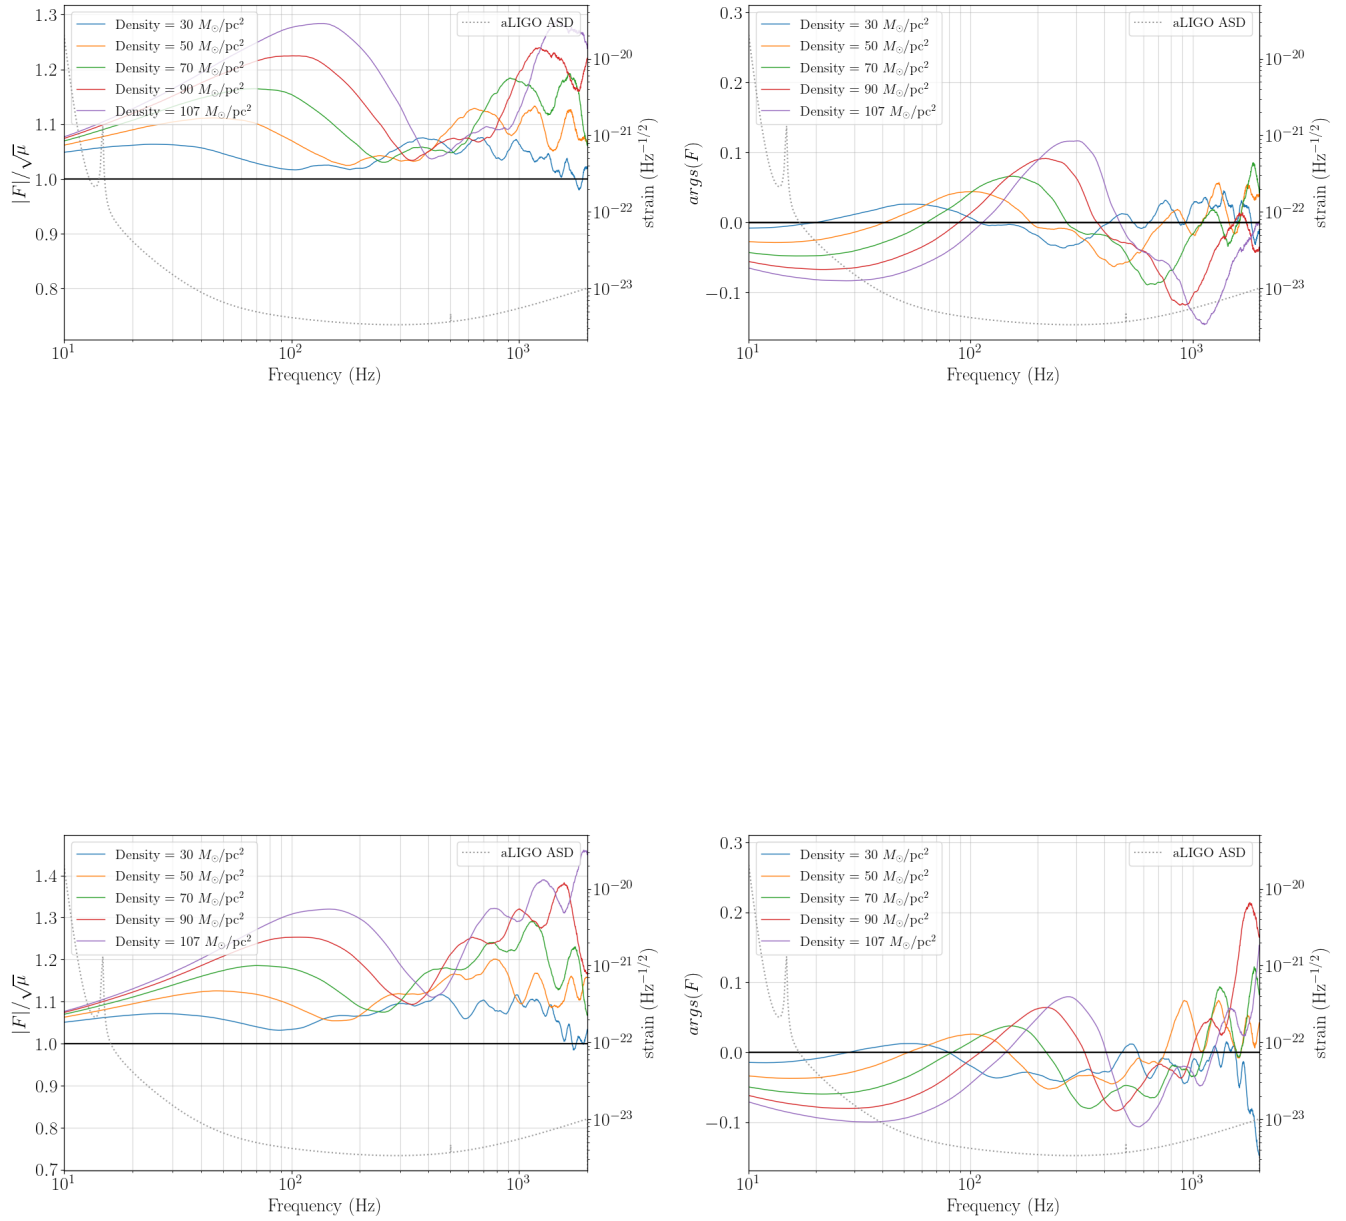 1.3
1.2
1.1
1.0
0.9
0.8
|F|/√μ
Density = 30 M⊙/pc²
Density = 50 M⊙/pc²
Density = 70 M⊙/pc²
Density = 90 M⊙/pc²
Density = 107 M⊙/pc²
aLIGO ASD
10⁻²⁰
10⁻²¹
10⁻²²
10⁻²³
strain (Hz⁻¹/²)
10¹ 10² 10³
Frequency (Hz)
0.3
0.2
0.1
0.0
−0.1
args(F)
Density = 30 M⊙/pc²
Density = 50 M⊙/pc²
Density = 70 M⊙/pc²
Density = 90 M⊙/pc²
Density = 107 M⊙/pc²
aLIGO ASD
10⁻²⁰
10⁻²¹
10⁻²²
10⁻²³
strain (Hz⁻¹/²)
10¹ 10² 10³
Frequency (Hz)
1.4
1.3
1.2
1.1
1.0
0.9
0.8
0.7
|F|/√μ
Density = 30 M⊙/pc²
Density = 50 M⊙/pc²
Density = 70 M⊙/pc²
Density = 90 M⊙/pc²
Density = 107 M⊙/pc²
aLIGO ASD
10⁻²⁰
10⁻²¹
10⁻²²
10⁻²³
strain (Hz⁻¹/²)
10¹ 10² 10³
Frequency (Hz)
0.3
0.2
0.1
0.0
−0.1
args(F)
Density = 30 M⊙/pc²
Density = 50 M⊙/pc²
Density = 70 M⊙/pc²
Density = 90 M⊙/pc²
Density = 107 M⊙/pc²
aLIGO ASD
10⁻²⁰
10⁻²¹
10⁻²²
10⁻²³
strain (Hz⁻¹/²)
10¹ 10² 10³
Frequency (Hz)